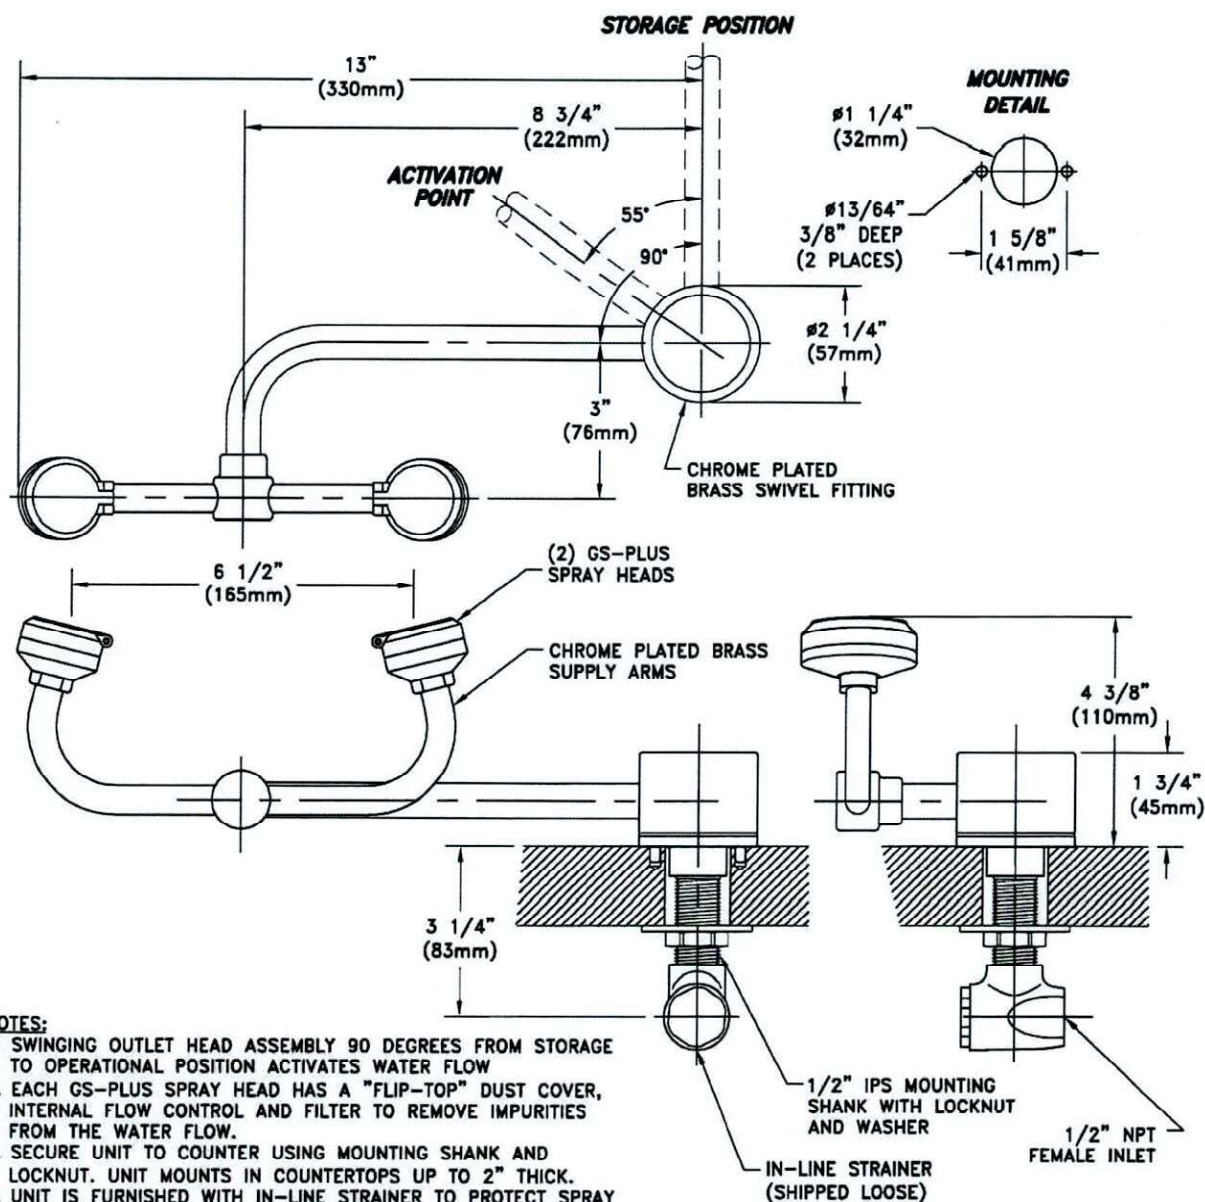 STORAGE POSITION
13"
(330mm)
8 3/4"
(222mm)
MOUNTING
DETAIL
ø1 1/4"
(32mm)
ACTIVATION
POINT
55°
90°
ø13/64"
3/8" DEEP
(2 PLACES)
1 5/8"
(41mm)
ø2 1/4"
(57mm)
3"
(76mm)
CHROME PLATED
BRASS SWIVEL FITTING
6 1/2"
(165mm)
(2) GS-PLUS
SPRAY HEADS
CHROME PLATED BRASS
SUPPLY ARMS
4 3/8"
(110mm)
1 3/4"
(45mm)
3 1/4"
(83mm)
OTES:
SWINGING OUTLET HEAD ASSEMBLY 90 DEGREES FROM STORAGE
TO OPERATIONAL POSITION ACTIVATES WATER FLOW
. EACH GS-PLUS SPRAY HEAD HAS A "FLIP-TOP" DUST COVER,
INTERNAL FLOW CONTROL AND FILTER TO REMOVE IMPURITIES
FROM THE WATER FLOW.
. SECURE UNIT TO COUNTER USING MOUNTING SHANK AND
LOCKNUT. UNIT MOUNTS IN COUNTERTOPS UP TO 2" THICK.
UNIT IS FURNISHED WITH IN-LINE STRAINER TO PROTECT SPRAY
1/2" IPS MOUNTING
SHANK WITH LOCKNUT
AND WASHER
1/2" NPT
FEMALE INLET
IN-LINE STRAINER
(SHIPPED LOOSE)